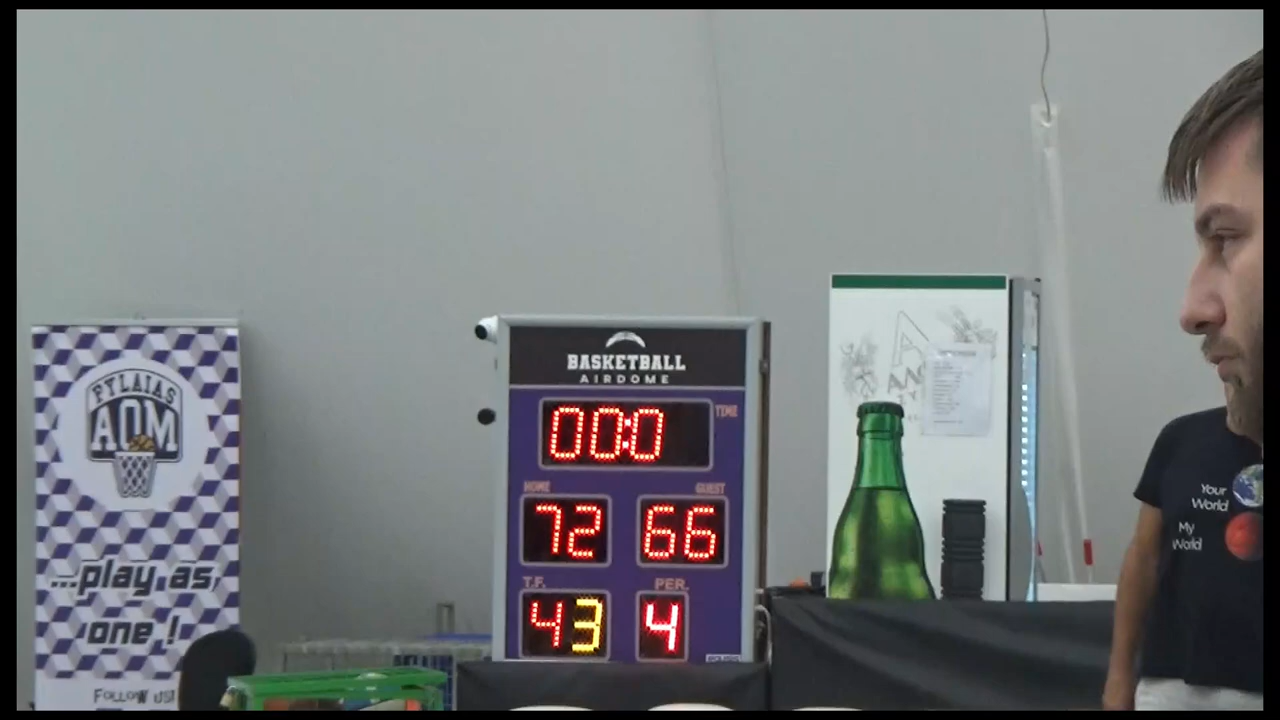 PYLAIAS
AOM
...play as
one !
FOLLOW US!
BASKETBALL
AIRDOME
TIME
00:0
HOME
GUEST
72
66
T.F.
PER.
43
4
Your
World
My
World